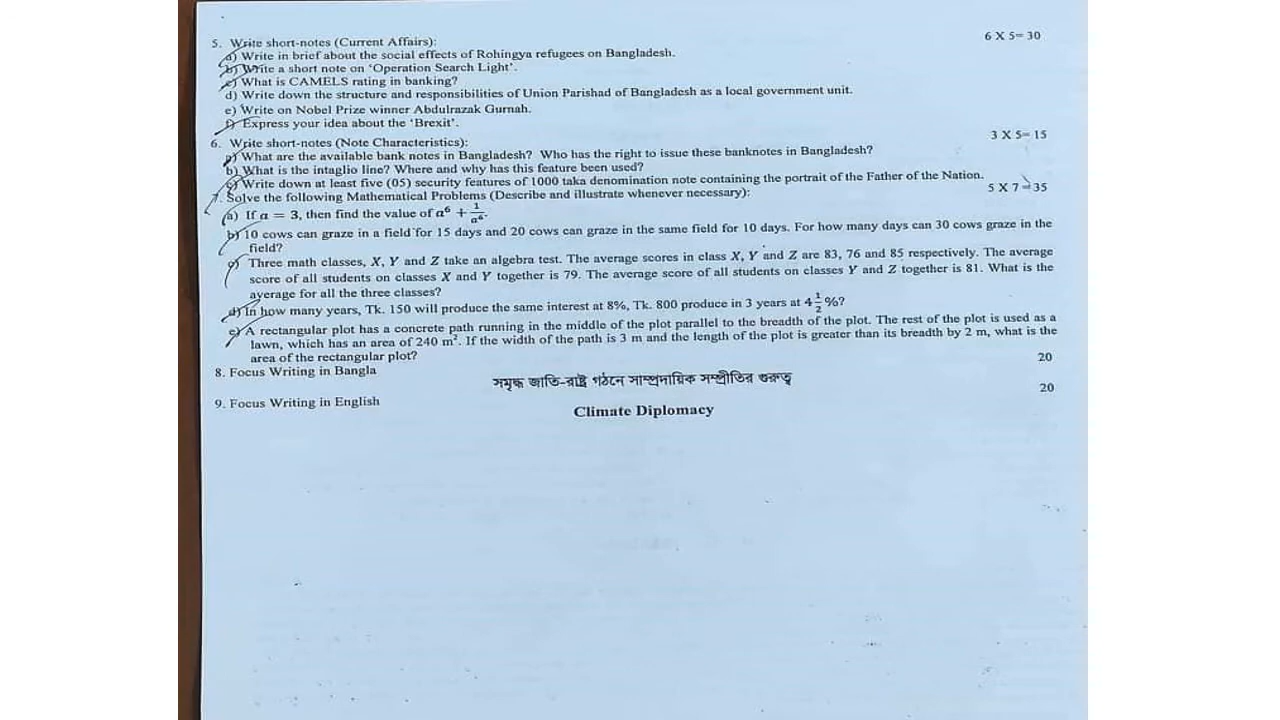 5. Write short-notes (Current Affairs): 6 X 5= 30
a) Write in brief about the social effects of Rohingya refugees on Bangladesh.
b) Write a short note on ‘Operation Search Light’.
c) What is CAMELS rating in banking?
d) Write down the structure and responsibilities of Union Parishad of Bangladesh as a local government unit.
e) Write on Nobel Prize winner Abdulrazak Gurnah.
f) Express your idea about the ‘Brexit’.
6. Write short-notes (Note Characteristics): 3 X 5= 15
a) What are the available bank notes in Bangladesh? Who has the right to issue these banknotes in Bangladesh?
b) What is the intaglio line? Where and why has this feature been used?
c) Write down at least five (05) security features of 1000 taka denomination note containing the portrait of the Father of the Nation.
7. Solve the following Mathematical Problems (Describe and illustrate whenever necessary): 5 X 7 = 35
(a) If a = 3, then find the value of a⁶ + 1/a⁶.
b) 10 cows can graze in a field for 15 days and 20 cows can graze in the same field for 10 days. For how many days can 30 cows graze in the
field?
c) Three math classes, X, Y and Z take an algebra test. The average scores in class X, Y and Z are 83, 76 and 85 respectively. The average
score of all students on classes X and Y together is 79. The average score of all students on classes Y and Z together is 81. What is the
average for all the three classes?
d) In how many years, Tk. 150 will produce the same interest at 8%, Tk. 800 produce in 3 years at 4 1/2 %?
e) A rectangular plot has a concrete path running in the middle of the plot parallel to the breadth of the plot. The rest of the plot is used as a
lawn, which has an area of 240 m². If the width of the path is 3 m and the length of the plot is greater than its breadth by 2 m, what is the
area of the rectangular plot?
8. Focus Writing in Bangla 20
সমৃদ্ধ জাতি-রাষ্ট্র গঠনে সাম্প্রদায়িক সম্প্রীতির গুরুত্ব
9. Focus Writing in English 20
Climate Diplomacy